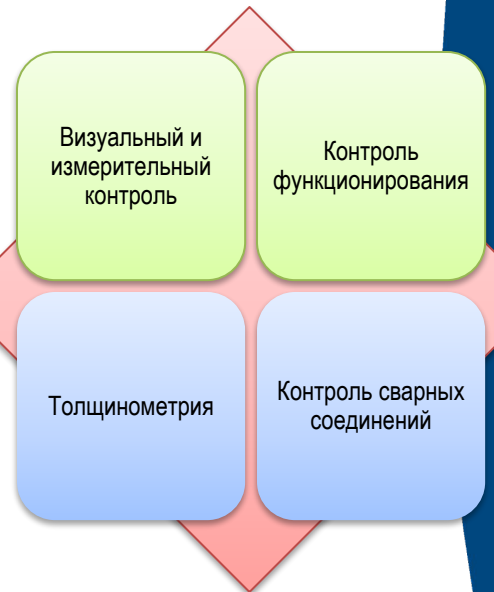 Визуальный и
измерительный
контроль
Контроль
функционирования
Толщинометрия
Контроль сварных
соединений